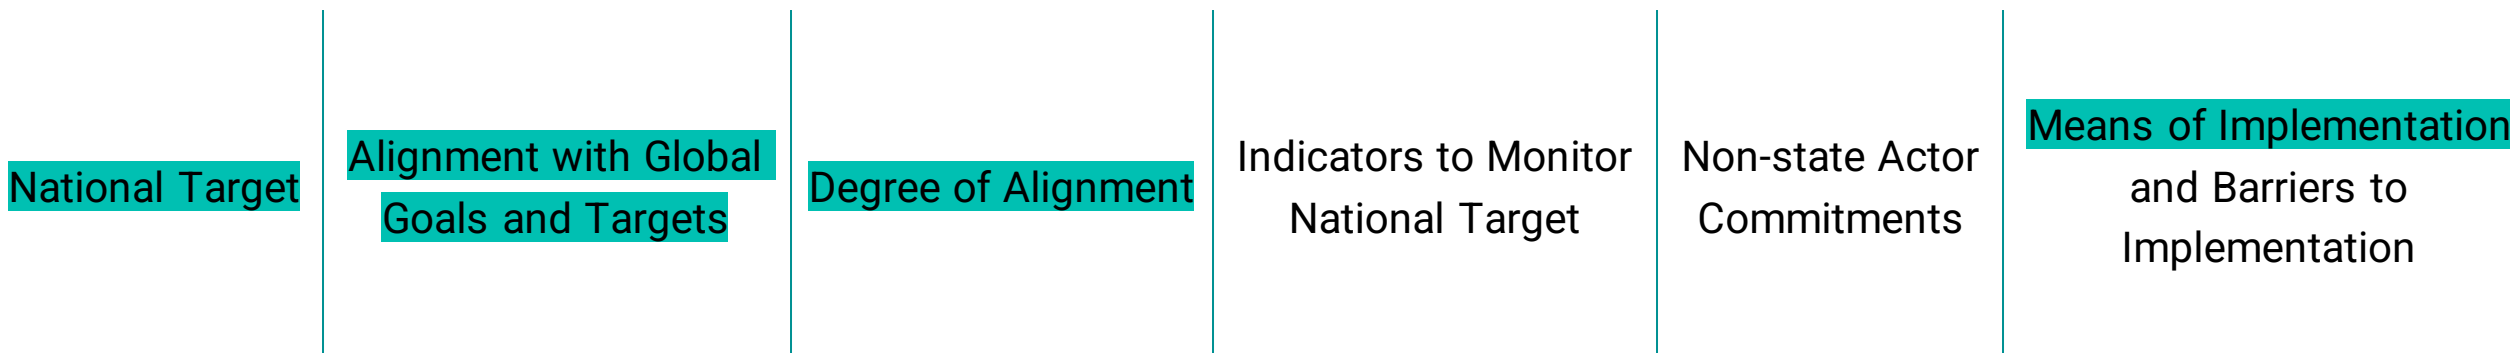 National Target
Alignment with Global
Goals and Targets
Degree of Alignment
Indicators to Monitor
National Target
Non-state Actor
Commitments
Means of Implementation
and Barriers to
Implementation